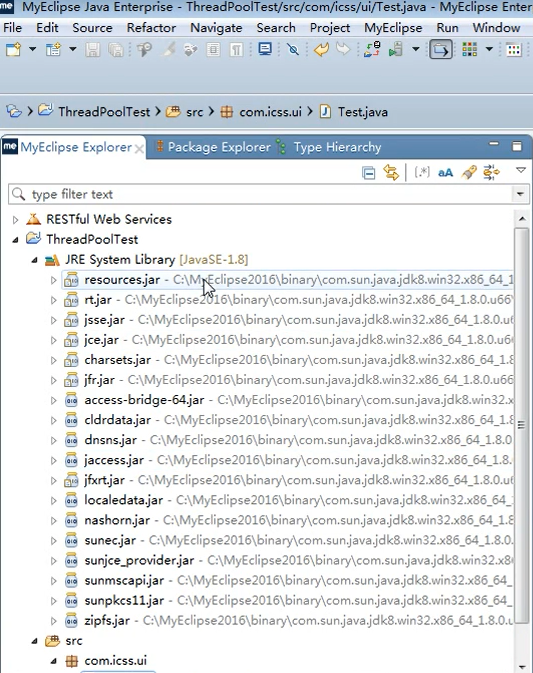 MyEclipse Java Enterprise - ThreadPoolTest/src/com/icss/ui/Test.java - MyEclipse Enter
File Edit Source Refactor Navigate Search Project MyEclipse Run Window
ThreadPoolTest src com.icss.ui Test.java
MyEclipse Explorer Package Explorer Type Hierarchy
type filter text
RESTful Web Services
ThreadPoolTest
JRE System Library [JavaSE-1.8]
resources.jar - C:\MyEclipse2016\binary\com.sun.java.jdk8.win32.x86_64_1
rt.jar - C:\MyEclipse2016\binary\com.sun.java.jdk8.win32.x86_64_1.8.0.u66
jsse.jar - C:\MyEclipse2016\binary\com.sun.java.jdk8.win32.x86_64_1.8.0.u
jce.jar - C:\MyEclipse2016\binary\com.sun.java.jdk8.win32.x86_64_1.8.0.u6
charsets.jar - C:\MyEclipse2016\binary\com.sun.java.jdk8.win32.x86_64_1.8
jfr.jar - C:\MyEclipse2016\binary\com.sun.java.jdk8.win32.x86_64_1.8.0.u66
access-bridge-64.jar - C:\MyEclipse2016\binary\com.sun.java.jdk8.win32.x
cldrdata.jar - C:\MyEclipse2016\binary\com.sun.java.jdk8.win32.x86_64_1.8
dnsns.jar - C:\MyEclipse2016\binary\com.sun.java.jdk8.win32.x86_64_1.8.0
jaccess.jar - C:\MyEclipse2016\binary\com.sun.java.jdk8.win32.x86_64_1.8.
jfxrt.jar - C:\MyEclipse2016\binary\com.sun.java.jdk8.win32.x86_64_1.8.0.u
localedata.jar - C:\MyEclipse2016\binary\com.sun.java.jdk8.win32.x86_64_
nashorn.jar - C:\MyEclipse2016\binary\com.sun.java.jdk8.win32.x86_64_1.8
sunec.jar - C:\MyEclipse2016\binary\com.sun.java.jdk8.win32.x86_64_1.8.0.
sunjce_provider.jar - C:\MyEclipse2016\binary\com.sun.java.jdk8.win32.x8
sunmscapi.jar - C:\MyEclipse2016\binary\com.sun.java.jdk8.win32.x86_64_
sunpkcs11.jar - C:\MyEclipse2016\binary\com.sun.java.jdk8.win32.x86_64_
zipfs.jar - C:\MyEclipse2016\binary\com.sun.java.jdk8.win32.x86_64_1.8.0.u
src
com.icss.ui